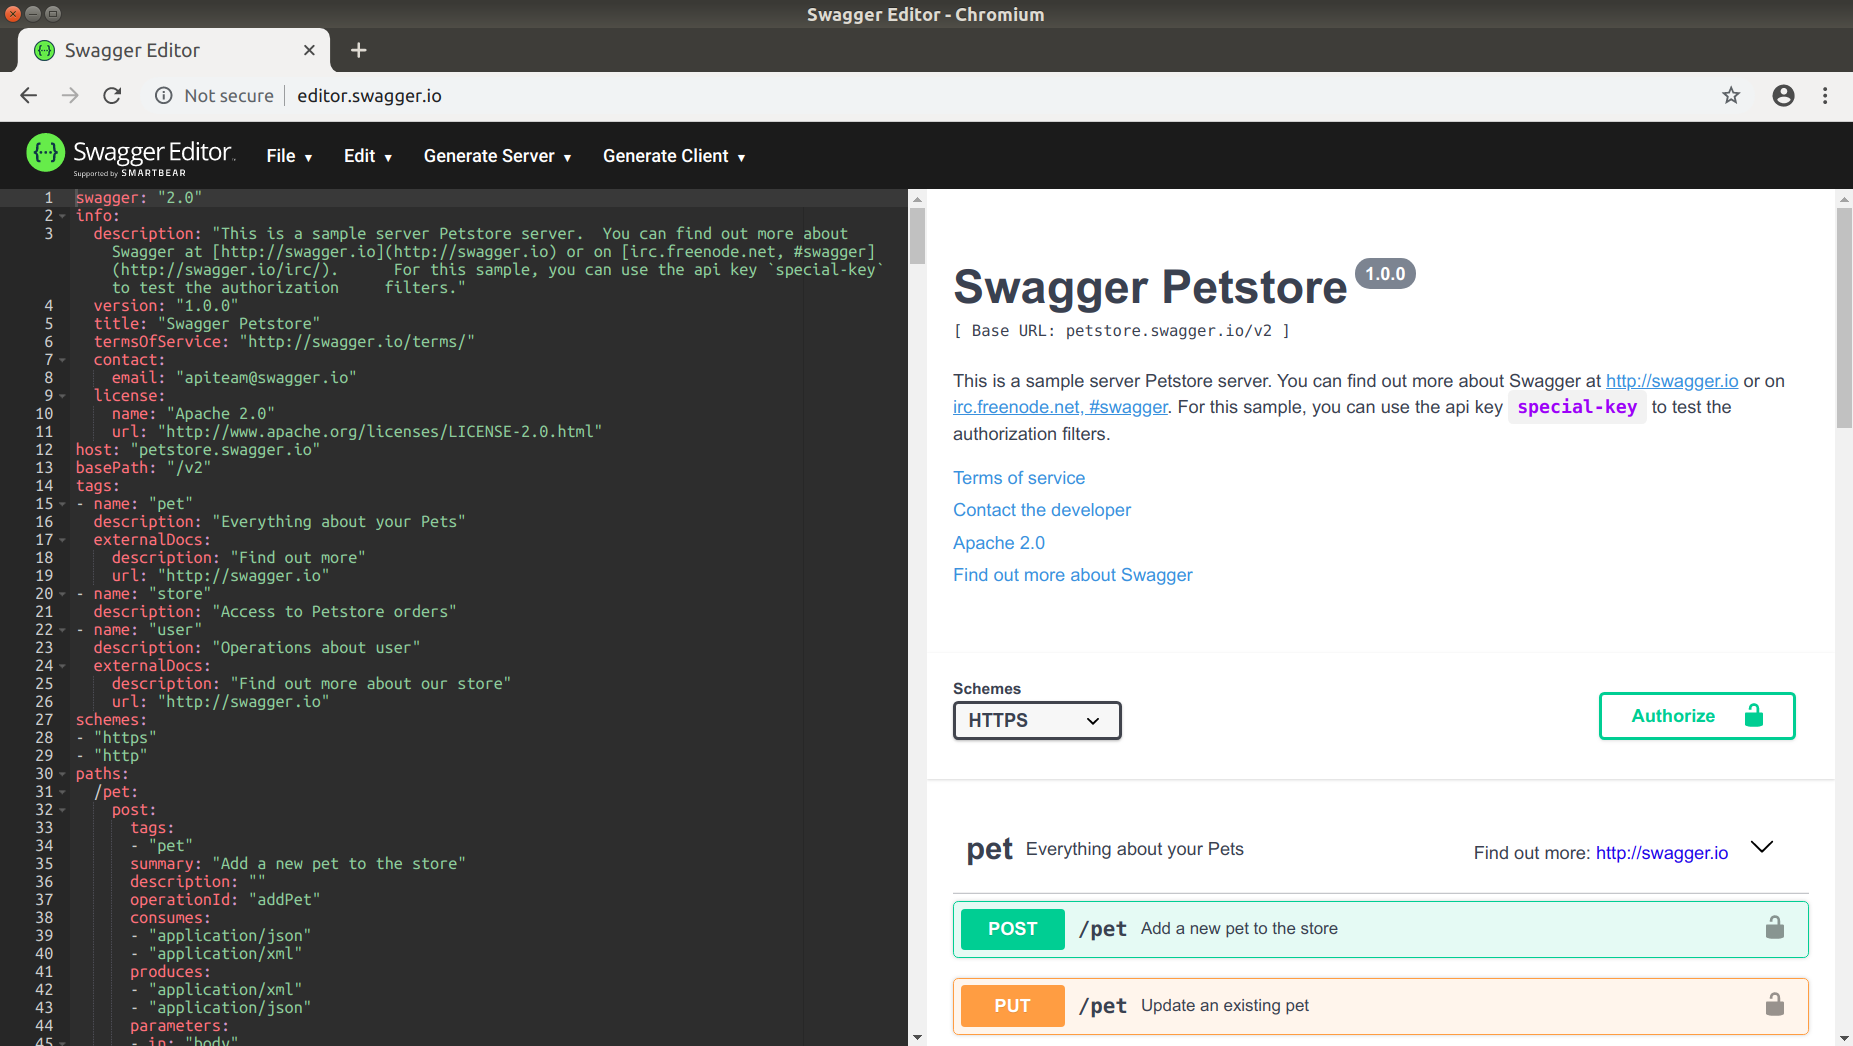 Swagger Editor - Chromium
Swagger Editor
Not secure editor.swagger.io
Swagger Editor
Supported by SMARTBEAR
File Edit Generate Server Generate Client
1 swagger: "2.0"
2 info:
3 description: "This is a sample server Petstore server.  You can find out more about
Swagger at [http://swagger.io](http://swagger.io) or on [irc.freenode.net, #swagger]
(http://swagger.io/irc/).      For this sample, you can use the api key `special-key`
to test the authorization     filters."
4 version: "1.0.0"
5 title: "Swagger Petstore"
6 termsOfService: "http://swagger.io/terms/"
7 contact:
8 email: "apiteam@swagger.io"
9 license:
10 name: "Apache 2.0"
11 url: "http://www.apache.org/licenses/LICENSE-2.0.html"
12 host: "petstore.swagger.io"
13 basePath: "/v2"
14 tags:
15 - name: "pet"
16 description: "Everything about your Pets"
17 externalDocs:
18 description: "Find out more"
19 url: "http://swagger.io"
20 - name: "store"
21 description: "Access to Petstore orders"
22 - name: "user"
23 description: "Operations about user"
24 externalDocs:
25 description: "Find out more about our store"
26 url: "http://swagger.io"
27 schemes:
28 - "https"
29 - "http"
30 paths:
31 /pet:
32 post:
33 tags:
34 - "pet"
35 summary: "Add a new pet to the store"
36 description: ""
37 operationId: "addPet"
38 consumes:
39 - "application/json"
40 - "application/xml"
41 produces:
42 - "application/xml"
43 - "application/json"
44 parameters:
45 - in: "body"
Swagger Petstore 1.0.0
[ Base URL: petstore.swagger.io/v2 ]
This is a sample server Petstore server. You can find out more about Swagger at http://swagger.io or on
irc.freenode.net, #swagger. For this sample, you can use the api key special-key to test the
authorization filters.
Terms of service
Contact the developer
Apache 2.0
Find out more about Swagger
Schemes
HTTPS
Authorize
pet Everything about your Pets
Find out more: http://swagger.io
POST /pet Add a new pet to the store
PUT /pet Update an existing pet